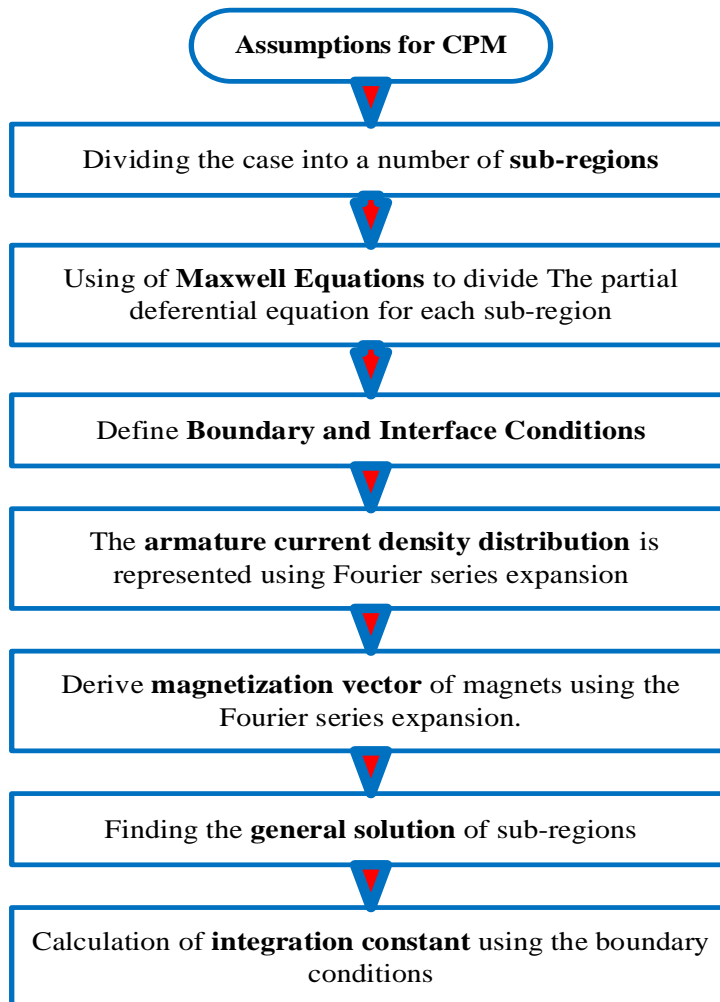 Assumptions for CPM
Dividing the case into a number of sub-regions
Using of Maxwell Equations to divide The partial
deferential equation for each sub-region
Define Boundary and Interface Conditions
The armature current density distribution is
represented using Fourier series expansion
Derive magnetization vector of magnets using the
Fourier series expansion.
Finding the general solution of sub-regions
Calculation of integration constant using the boundary
conditions